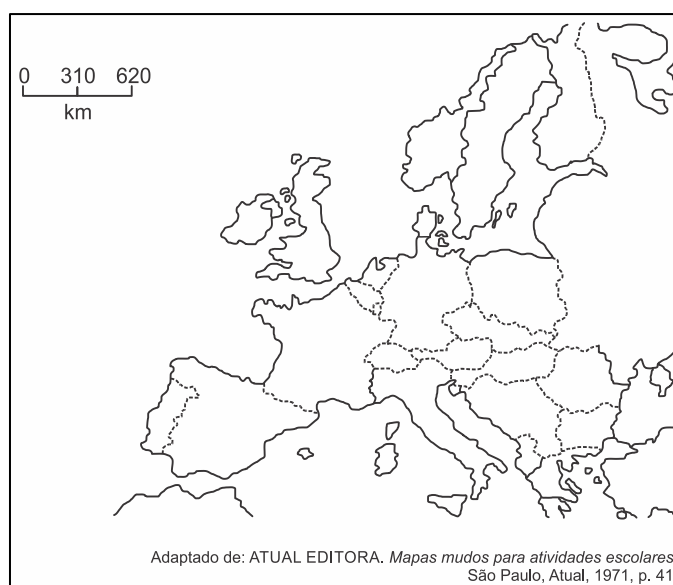 0 310 620
km
Adaptado de: ATUAL EDITORA. Mapas mudos para atividades escolares
São Paulo, Atual, 1971, p. 41